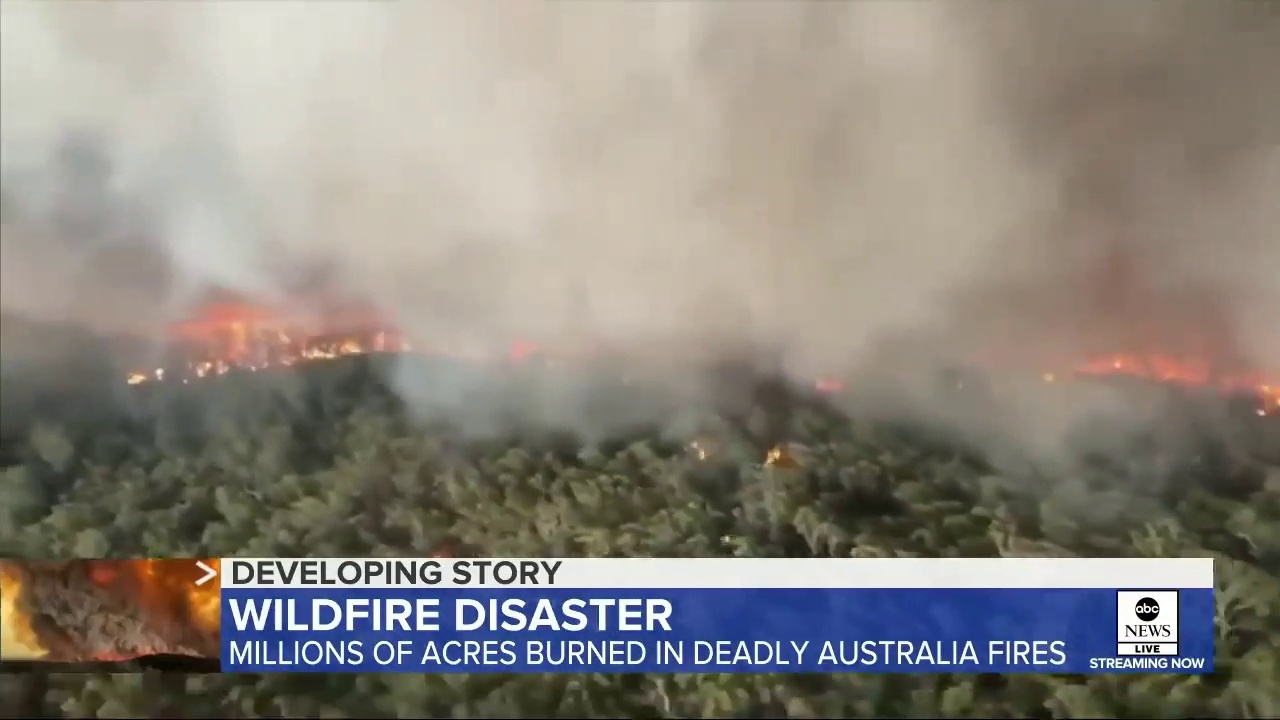 DEVELOPING STORY
WILDFIRE DISASTER
MILLIONS OF ACRES BURNED IN DEADLY AUSTRALIA FIRES
abc
NEWS
LIVE
STREAMING NOW